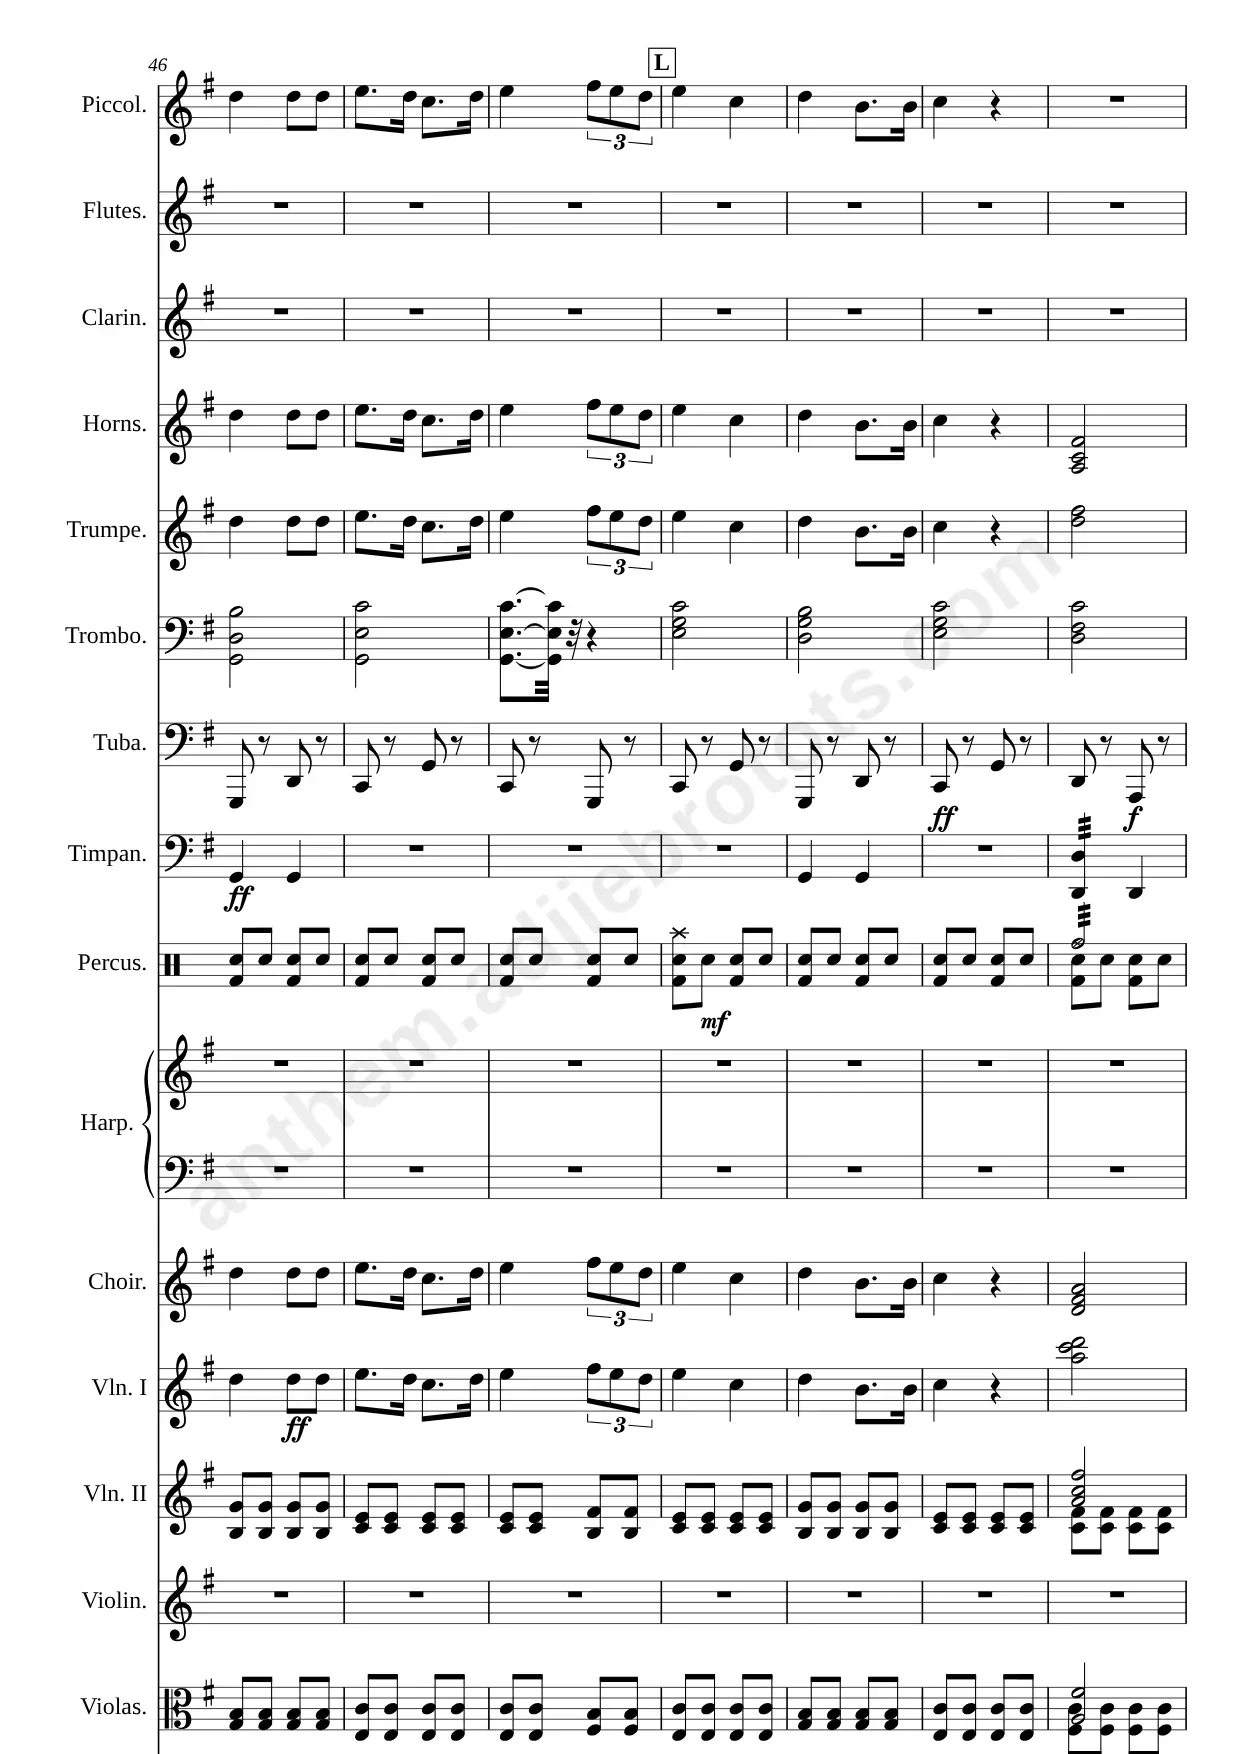 L
46
Piccol.
3
Flutes.
Clarin.
Horns.
3
Trumpe.
3
Trombo.
Tuba.
ff f
Timpan.
ff
Percus.
mf
Harp.
Choir.
3
Vln. I
ff
3
Vln. II
Violin.
Violas.
anthem.adjiebrotots.com